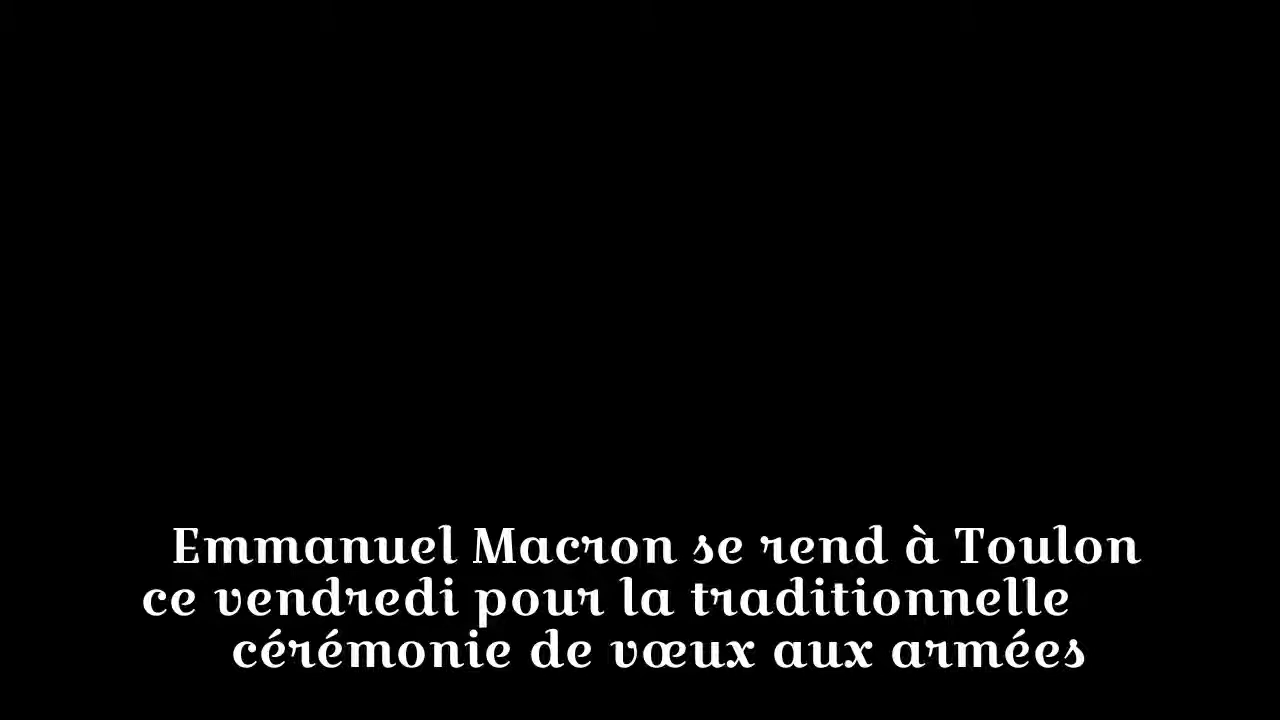 Emmanuel Macron se rend à Toulon
ce vendredi pour la traditionnelle
cérémonie de vœux aux armées